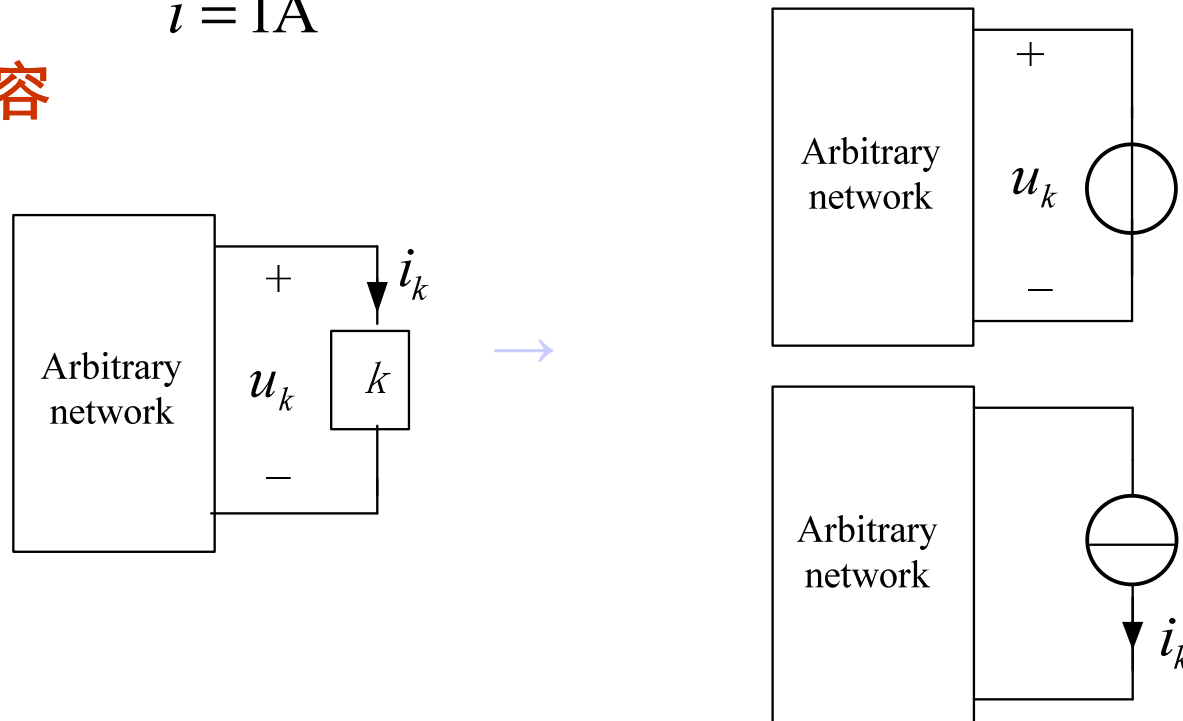 i = 1A
容
Arbitrary
network
+
u_k
−
i_k
k
→
Arbitrary
network
+
u_k
−
Arbitrary
network
i_k